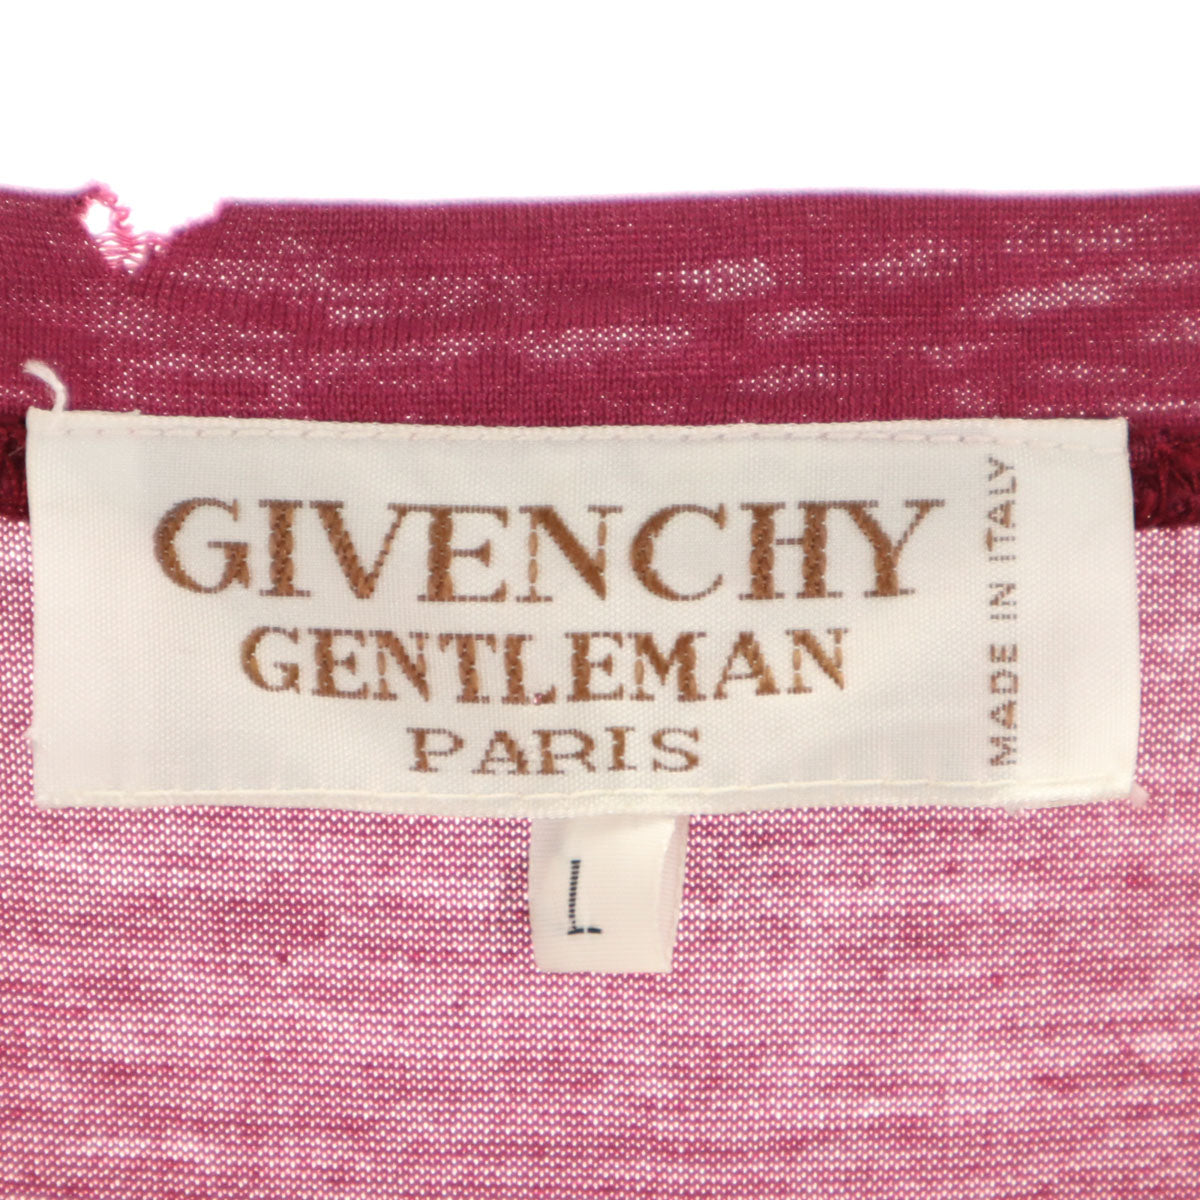 GIVENCHY
GENTLEMAN
PARIS
MADE IN ITALY
L